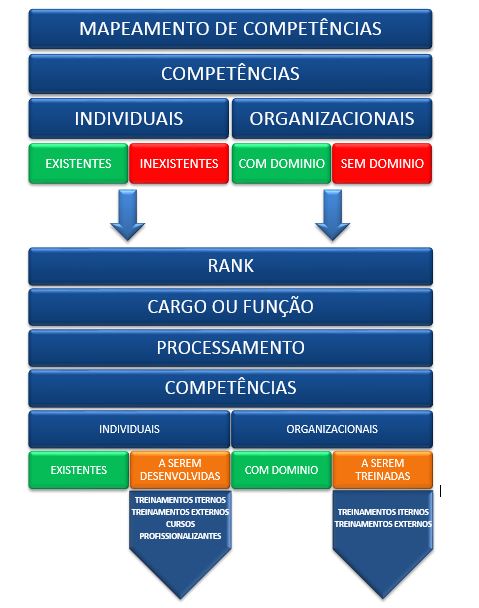 MAPEAMENTO DE COMPETÊNCIAS
COMPETÊNCIAS
INDIVIDUAIS
ORGANIZACIONAIS
EXISTENTES
INEXISTENTES
COM DOMINIO
SEM DOMINIO
RANK
CARGO OU FUNÇÃO
PROCESSAMENTO
COMPETÊNCIAS
INDIVIDUAIS
ORGANIZACIONAIS
EXISTENTES
A SEREM
DESENVOLVIDAS
COM DOMINIO
A SEREM
TREINADAS
TREINAMENTOS ITERNOS
TREINAMENTOS EXTERNOS
CURSOS
PROFISSIONALIZANTES
TREINAMENTOS ITERNOS
TREINAMENTOS EXTERNOS